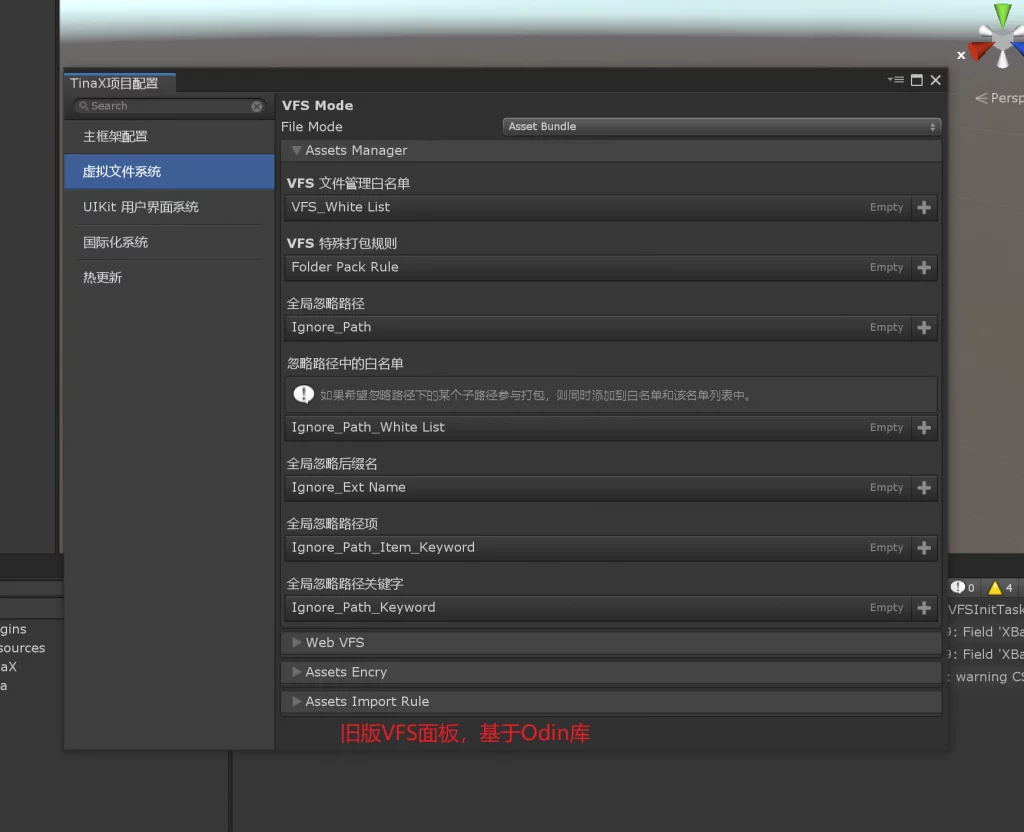 x
Persp
TinaX项目配置
Search
主框架配置
虚拟文件系统
UIKit 用户界面系统
国际化系统
热更新
VFS Mode
File Mode
Asset Bundle
Assets Manager
VFS 文件管理白名单
VFS_White List
Empty
VFS 特殊打包规则
Folder Pack Rule
Empty
全局忽略路径
Ignore_Path
Empty
忽略路径中的白名单
如果希望忽略路径下的某个子路径参与打包，则同时添加到白名单和该名单列表中。
Ignore_Path_White List
Empty
全局忽略后缀名
Ignore_Ext Name
Empty
全局忽略路径项
Ignore_Path_Item_Keyword
Empty
全局忽略路径关键字
Ignore_Path_Keyword
Empty
Web VFS
Assets Encry
Assets Import Rule
旧版VFS面板，基于Odin库
gins
sources
aX
a
0
4
VFSInitTask
9: Field 'XBa
9: Field 'XBa
: warning CS